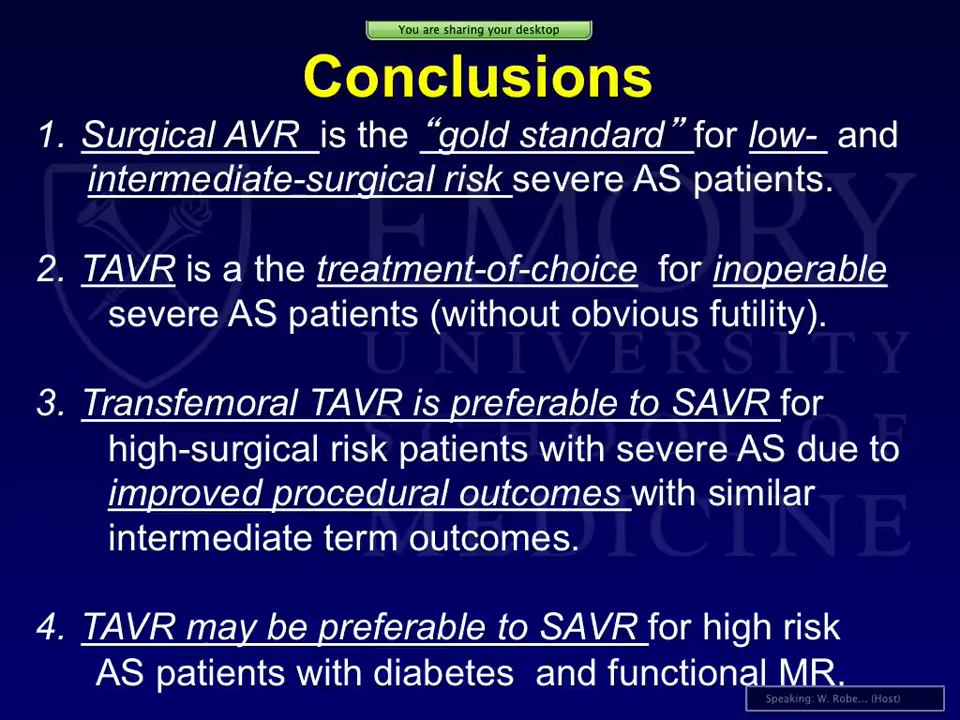 You are sharing your desktop
Conclusions
1. Surgical AVR is the “gold standard” for low- and
intermediate-surgical risk severe AS patients.
2. TAVR is a the treatment-of-choice for inoperable
severe AS patients (without obvious futility).
3. Transfemoral TAVR is preferable to SAVR for
high-surgical risk patients with severe AS due to
improved procedural outcomes with similar
intermediate term outcomes.
4. TAVR may be preferable to SAVR for high risk
AS patients with diabetes and functional MR.
EMORY
UNIVERSITY
SCHOOL OF
MEDICINE
Speaking: W. Robe... (Host)